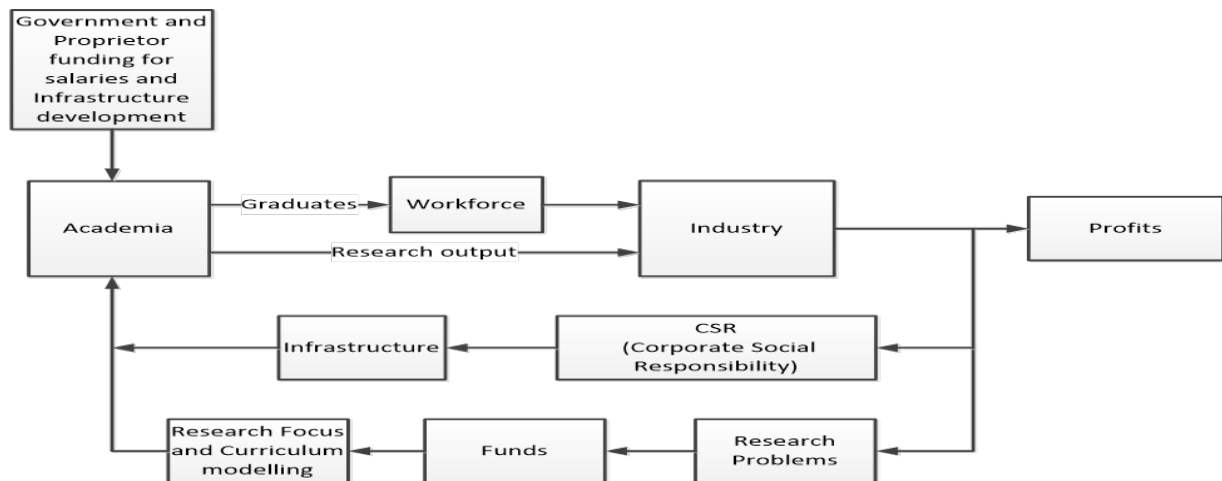 Government and
Proprietor
funding for
salaries and
Infrastructure
development
Academia
Graduates
Workforce
Research output
Industry
Profits
Infrastructure
CSR
(Corporate Social
Responsibility)
Research Focus
and Curriculum
modelling
Funds
Research
Problems